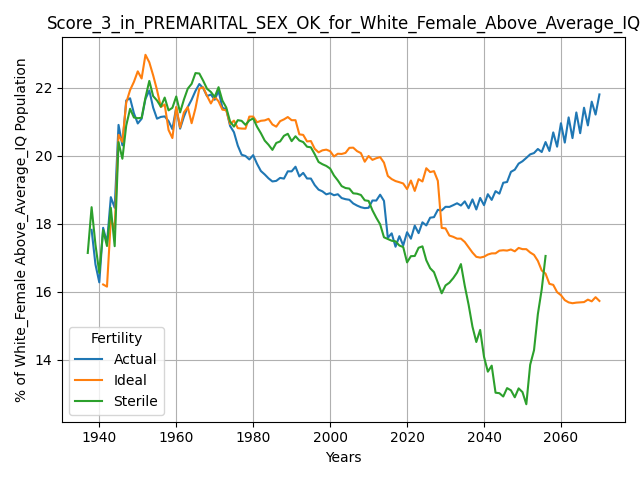 Score_3_in_PREMARITAL_SEX_OK_for_White_Female_Above_Average_IQ
% of White_Female Above_Average_IQ Population
22
20
18
16
14
Fertility
Actual
Ideal
Sterile
1940 1960 1980 2000 2020 2040 2060
Years